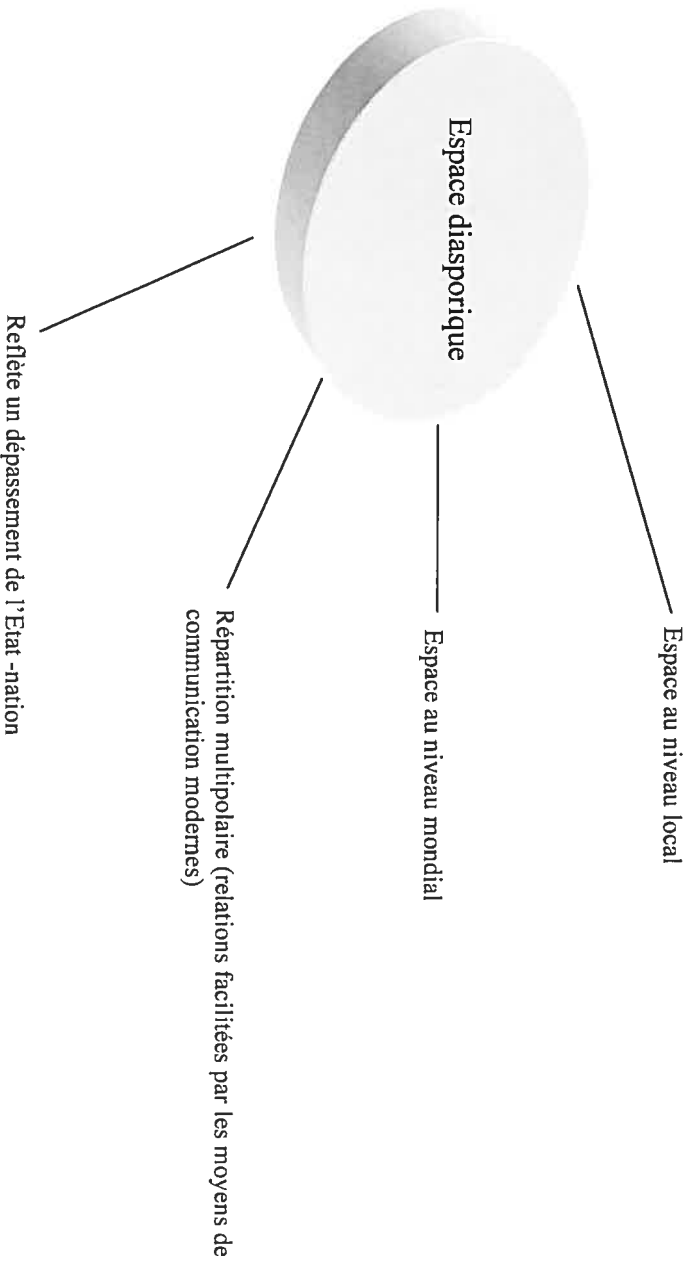 Espace diasporique
Espace au niveau local
Espace au niveau mondial
Répartition multipolaire (relations facilitées par les moyens de
communication modernes)
Reflète un dépassement de l'Etat -nation